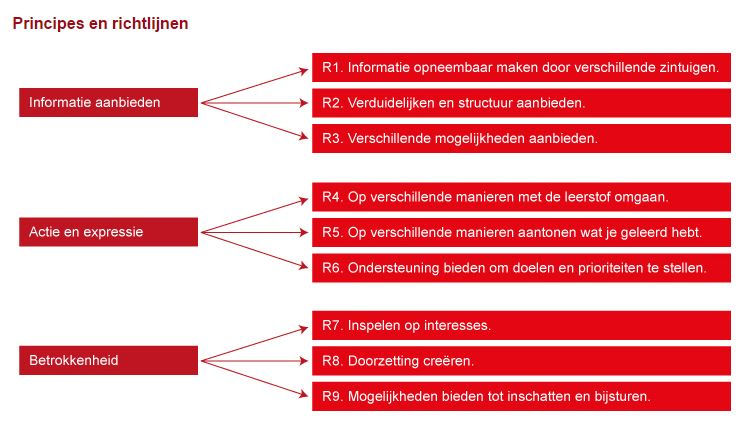 Principes en richtlijnen
Informatie aanbieden
R1. Informatie opneembaar maken door verschillende zintuigen.
R2. Verduidelijken en structuur aanbieden.
R3. Verschillende mogelijkheden aanbieden.
Actie en expressie
R4. Op verschillende manieren met de leerstof omgaan.
R5. Op verschillende manieren aantonen wat je geleerd hebt.
R6. Ondersteuning bieden om doelen en prioriteiten te stellen.
Betrokkenheid
R7. Inspelen op interesses.
R8. Doorzetting creëren.
R9. Mogelijkheden bieden tot inschatten en bijsturen.